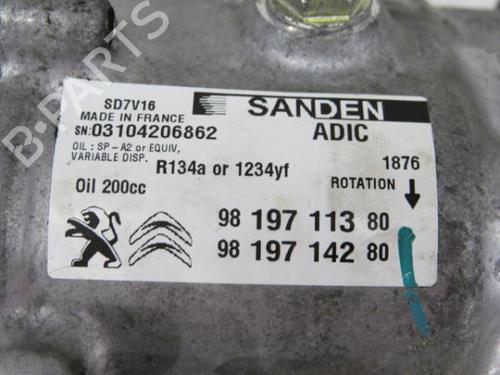 SD7V16
MADE IN FRANCE
SN:03104206862
SANDEN
ADIC
OIL : SP - A2 or EQUIV,
VARIABLE DISP.
R134a or 1234yf
1876
Oil 200cc
ROTATION
98 197 113 80
98 197 142 80
B-PARTS